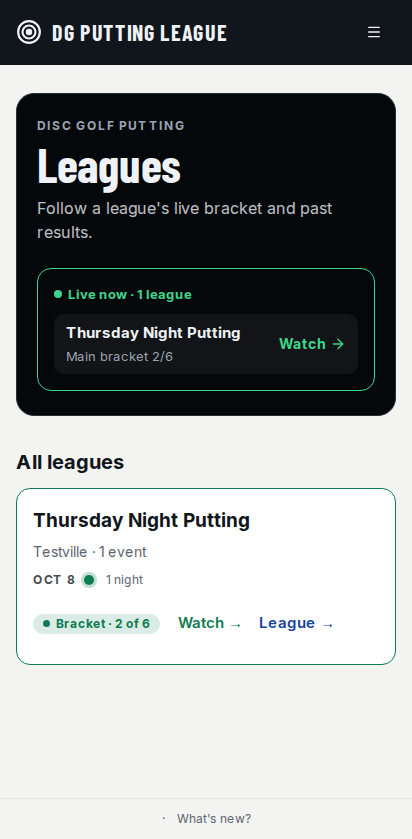 DG PUTTING LEAGUE
DISC GOLF PUTTING
Leagues
Follow a league's live bracket and past
results.
Live now · 1 league
Thursday Night Putting
Main bracket 2/6
Watch →
All leagues
Thursday Night Putting
Testville · 1 event
OCT 8 1 night
Bracket · 2 of 6 Watch → League →
· What's new?